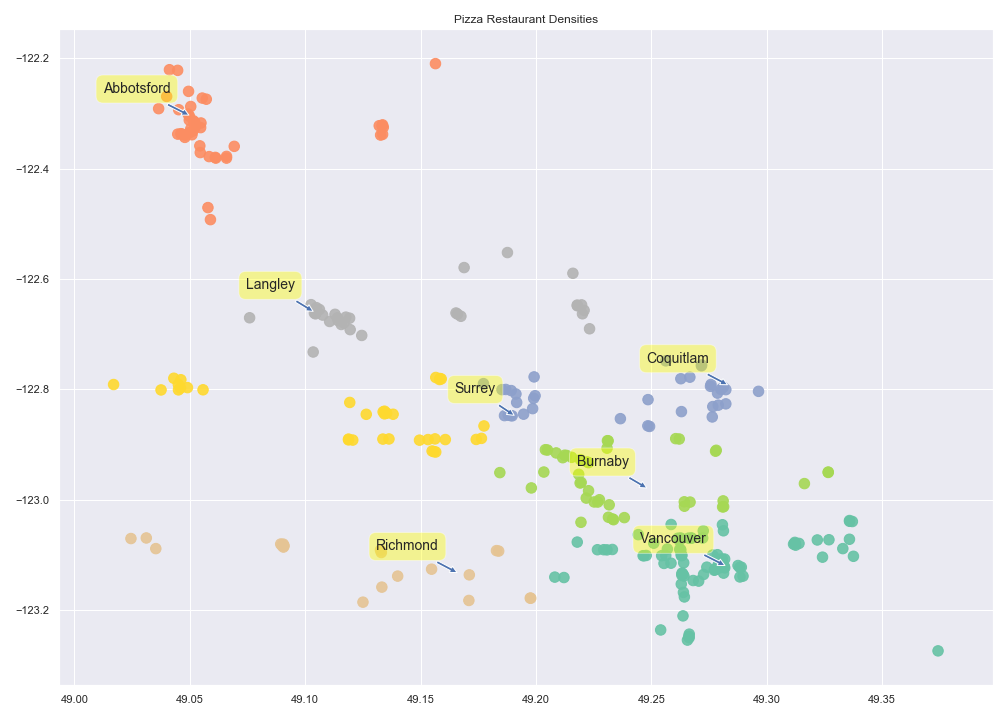 Pizza Restaurant Densities
−122.2
Abbotsford
−122.4
Langley
−122.6
Coquitlam
Surrey
−122.8
Burnaby
−123.0
Vancouver
Richmond
−123.2
49.00 49.05 49.10 49.15 49.20 49.25 49.30 49.35